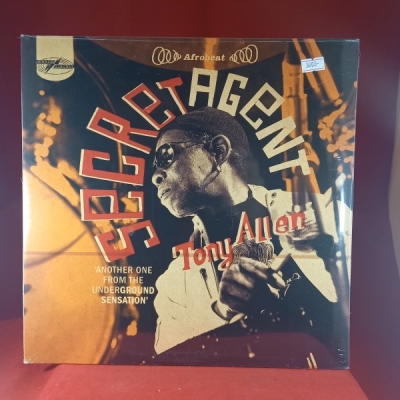 Afrobeat
SECRET AGENT
Tony Allen
'ANOTHER ONE
FROM THE
UNDERGROUND
SENSATION'